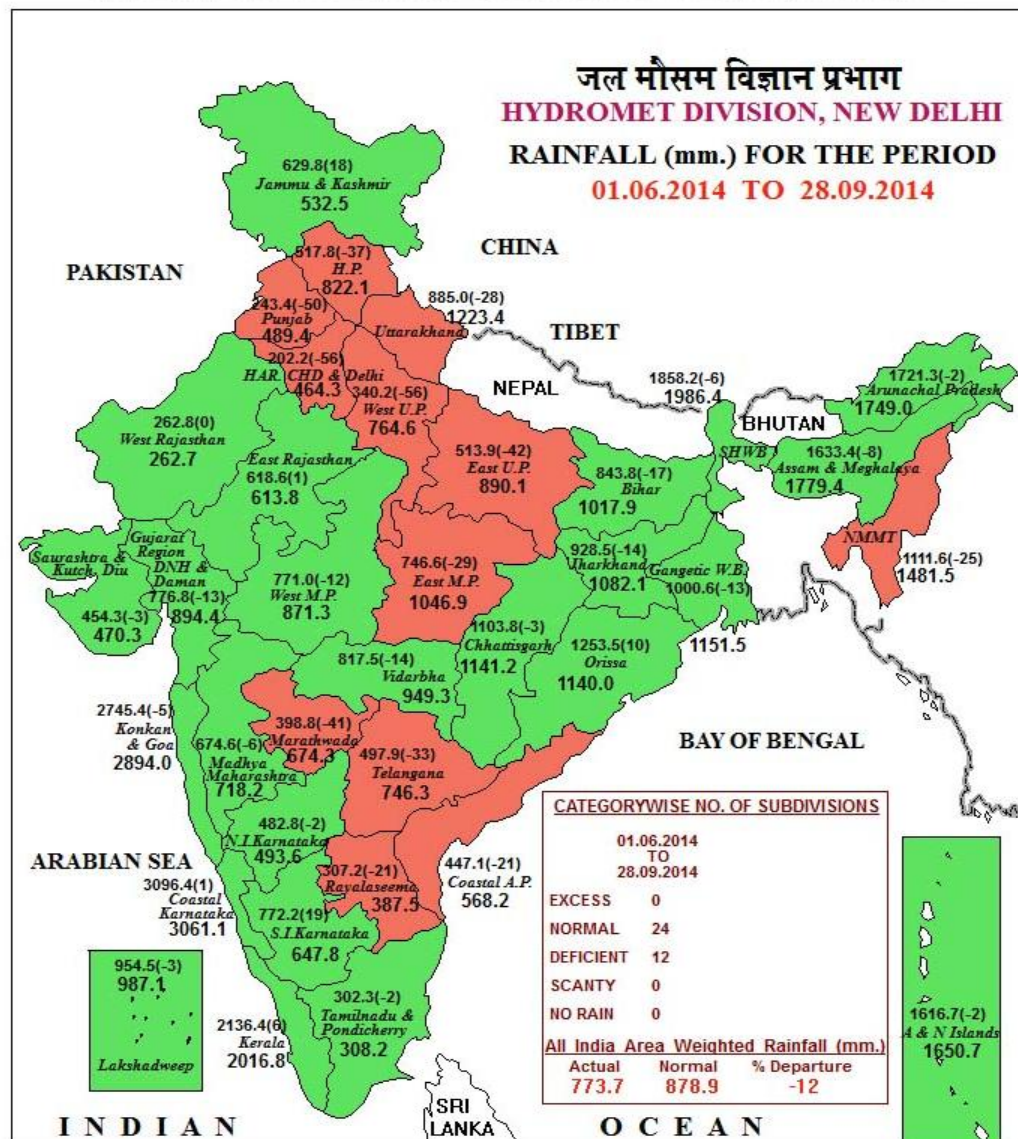 जल मौसम विज्ञान प्रभाग
HYDROMET DIVISION, NEW DELHI
RAINFALL (mm.) FOR THE PERIOD
01.06.2014 TO 28.09.2014
629.8(18)
Jammu & Kashmir
532.5
CHINA
PAKISTAN
517.8(-37)
H.P.
822.1
885.0(-28)
1223.4
Uttarakhand
243.4(-50)
Punjab
489.4
TIBET
202.2(-56)
HAR. CHD & Delhi
464.3
340.2(-56)
West U.P.
764.6
NEPAL
1858.2(-6)
1986.4
SHWB
BHUTAN
1721.3(-2)
Arunachal Pradesh
1749.0
262.8(0)
West Rajasthan
262.7
East Rajasthan
618.6(1)
613.8
513.9(-42)
East U.P.
890.1
843.8(-17)
Bihar
1017.9
1633.4(-8)
Assam & Meghalaya
1779.4
NMMT
1111.6(-25)
1481.5
Saurashtra &
Kutch, Diu
454.3(-3)
470.3
Gujarat
Region
DNH &
Daman
776.8(-13)
894.4
771.0(-12)
West M.P.
871.3
746.6(-29)
East M.P.
1046.9
928.5(-14)
Jharkhand
1082.1
Gangetic W.B.
1000.6(-13)
1151.5
1103.8(-3)
Chhattisgarh
1141.2
1253.5(10)
Orissa
1140.0
817.5(-14)
Vidarbha
949.3
2745.4(-5)
Konkan
& Goa
2894.0
674.6(-6)
Madhya
Maharashtra
718.2
398.8(-41)
Marathwada
674.3
497.9(-33)
Telangana
746.3
BAY OF BENGAL
482.8(-2)
N.I.Karnataka
493.6
ARABIAN SEA
3096.4(1)
Coastal
Karnataka
3061.1
307.2(-21)
Rayalaseema
387.5
447.1(-21)
Coastal A.P.
568.2
772.2(19)
S.I.Karnataka
647.8
954.5(-3)
987.1
Lakshadweep
2136.4(6)
Kerala
2016.8
302.3(-2)
Tamilnadu &
Pondicherry
308.2
CATEGORYWISE NO. OF SUBDIVISIONS
01.06.2014
TO
28.09.2014
EXCESS 0
NORMAL 24
DEFICIENT 12
SCANTY 0
NO RAIN 0
All India Area Weighted Rainfall (mm.)
Actual Normal % Departure
773.7 878.9 -12
1616.7(-2)
A & N Islands
1650.7
SRI
LANKA
INDIAN OCEAN